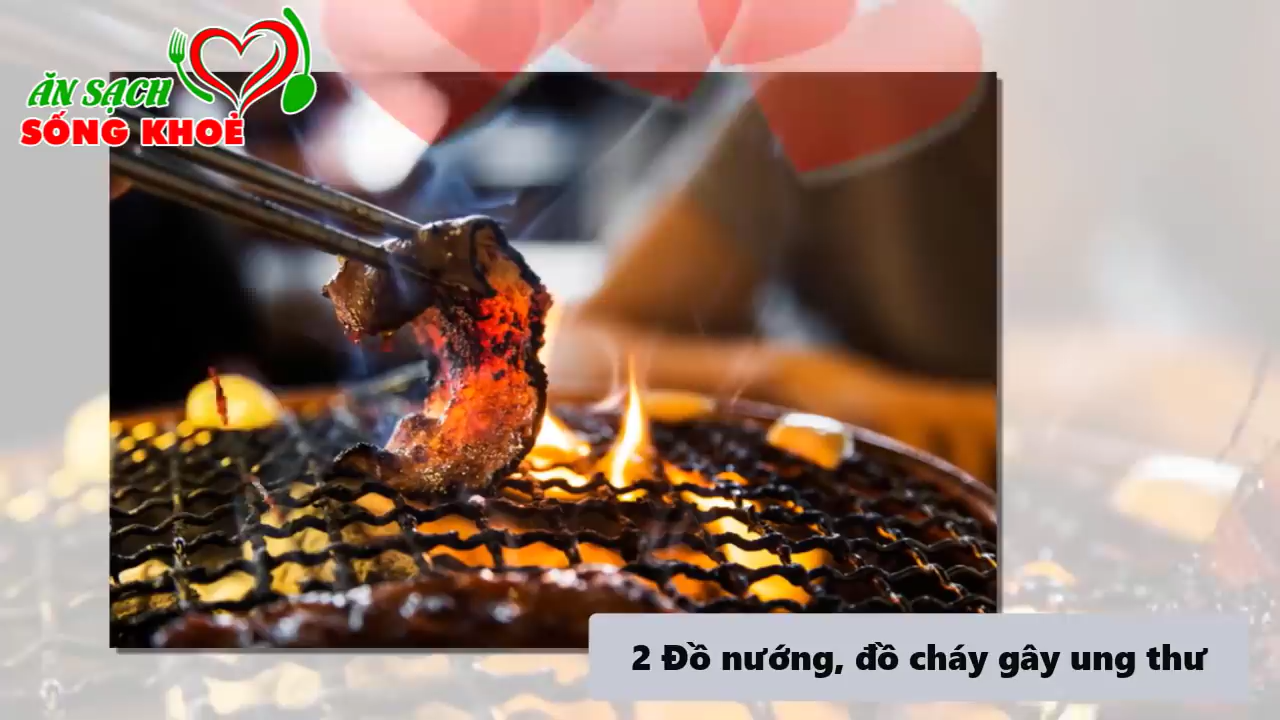 ĂN SẠCH
SỐNG KHOẺ
2 Đồ nướng, đồ cháy gây ung thư